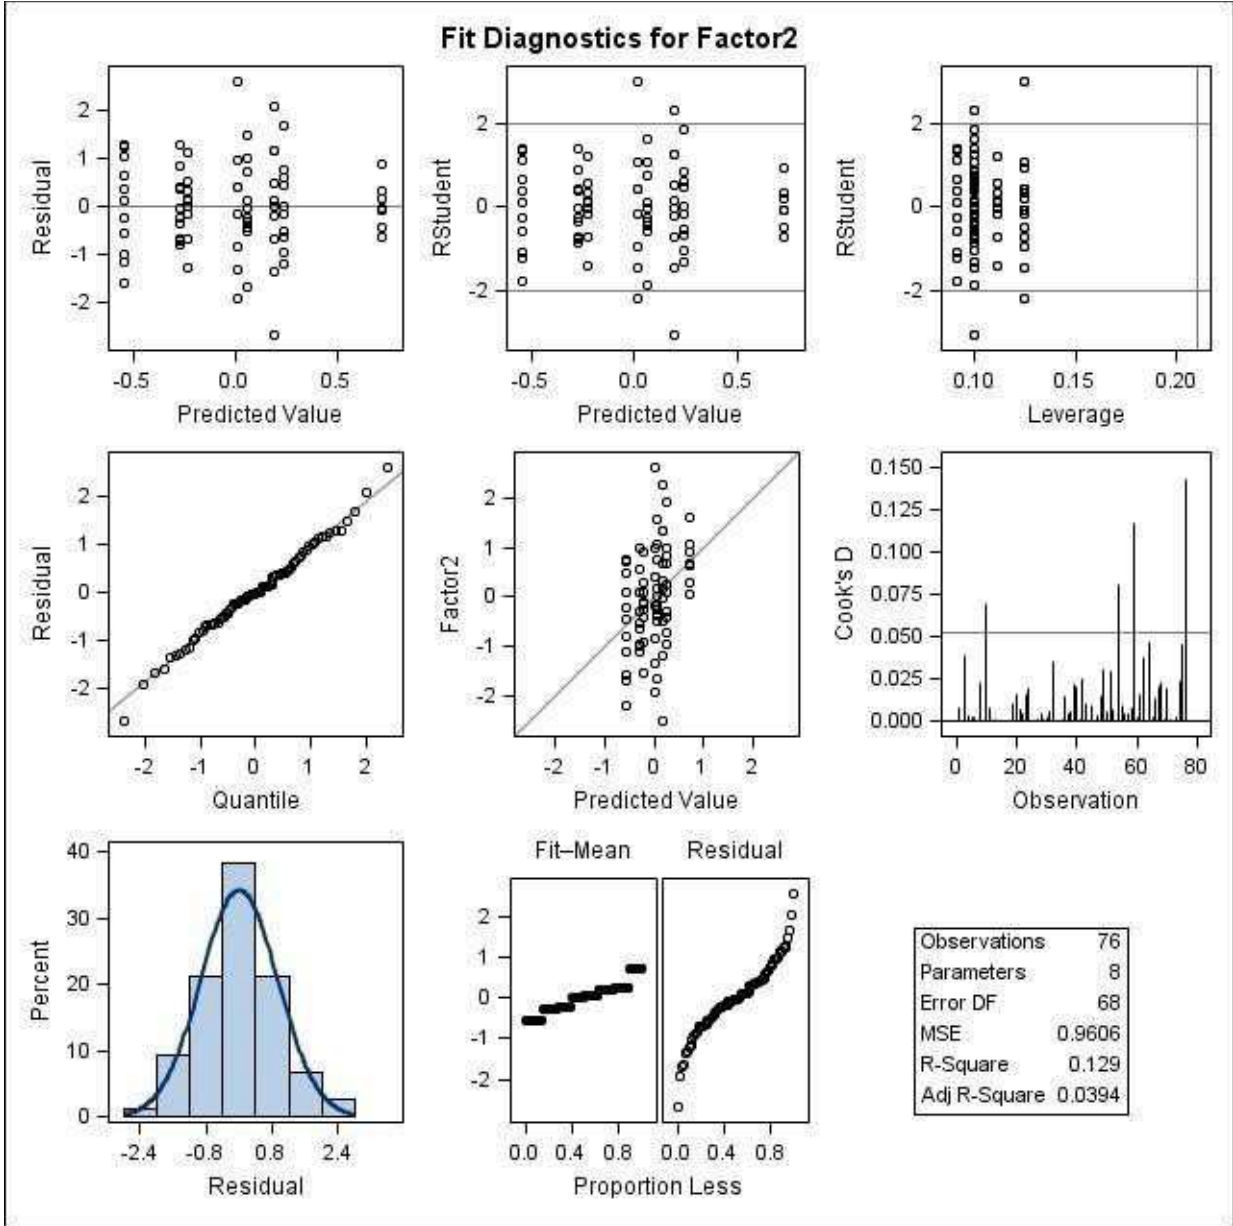 Fit Diagnostics for Factor2
Residual
2
1
0
-1
-2
-0.5 0.0 0.5
Predicted Value
RStudent
2
0
-2
-0.5 0.0 0.5
Predicted Value
RStudent
2
0
-2
0.10 0.15 0.20
Leverage
Residual
2
1
0
-1
-2
-2 -1 0 1 2
Quantile
Factor2
2
1
0
-1
-2
-2 -1 0 1 2
Predicted Value
Cook's D
0.150
0.125
0.100
0.075
0.050
0.025
0.000
0 20 40 60 80
Observation
Percent
40
30
20
10
0
-2.4 -0.8 0.8 2.4
Residual
Fit–Mean Residual
2
1
0
-1
-2
0.0 0.4 0.8 0.0 0.4 0.8
Proportion Less
Observations 76
Parameters 8
Error DF 68
MSE 0.9606
R-Square 0.129
Adj R-Square 0.0394